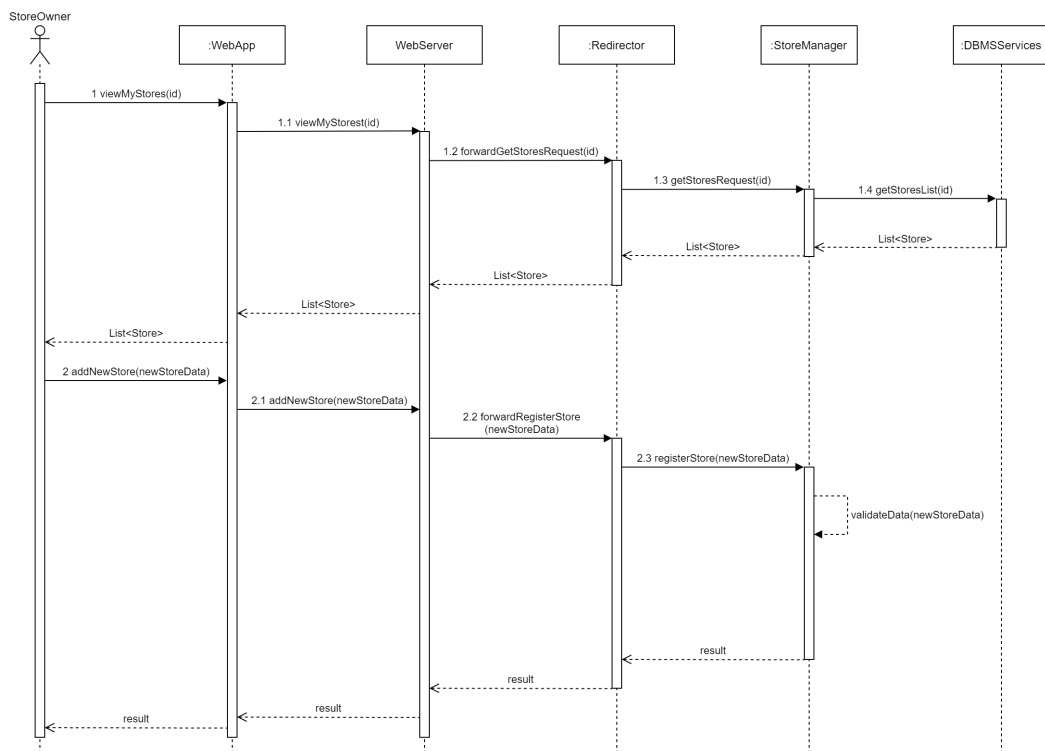 StoreOwner
:WebApp
WebServer
:Redirector
:StoreManager
:DBMSServices
1 viewMyStores(id)
1.1 viewMyStorest(id)
1.2 forwardGetStoresRequest(id)
1.3 getStoresRequest(id)
1.4 getStoresList(id)
List<Store>
List<Store>
List<Store>
List<Store>
List<Store>
2 addNewStore(newStoreData)
2.1 addNewStore(newStoreData)
2.2 forwardRegisterStore
(newStoreData)
2.3 registerStore(newStoreData)
validateData(newStoreData)
result
result
result
result